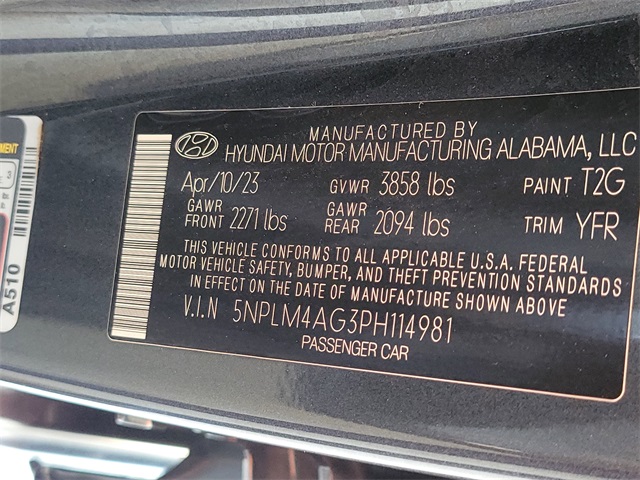 MANUFACTURED BY
HYUNDAI MOTOR MANUFACTURING ALABAMA, LLC
Apr/10/23 GVWR 3858 lbs PAINT T2G
GAWR FRONT 2271 lbs GAWR REAR 2094 lbs TRIM YFR
THIS VEHICLE CONFORMS TO ALL APPLICABLE U.S.A. FEDERAL
MOTOR VEHICLE SAFETY, BUMPER, AND THEFT PREVENTION STANDARDS
IN EFFECT ON THE DATE OF MANUFACTURE SHOWN ABOVE
V.I.N 5NPLM4AG3PH114981
PASSENGER CAR
A510